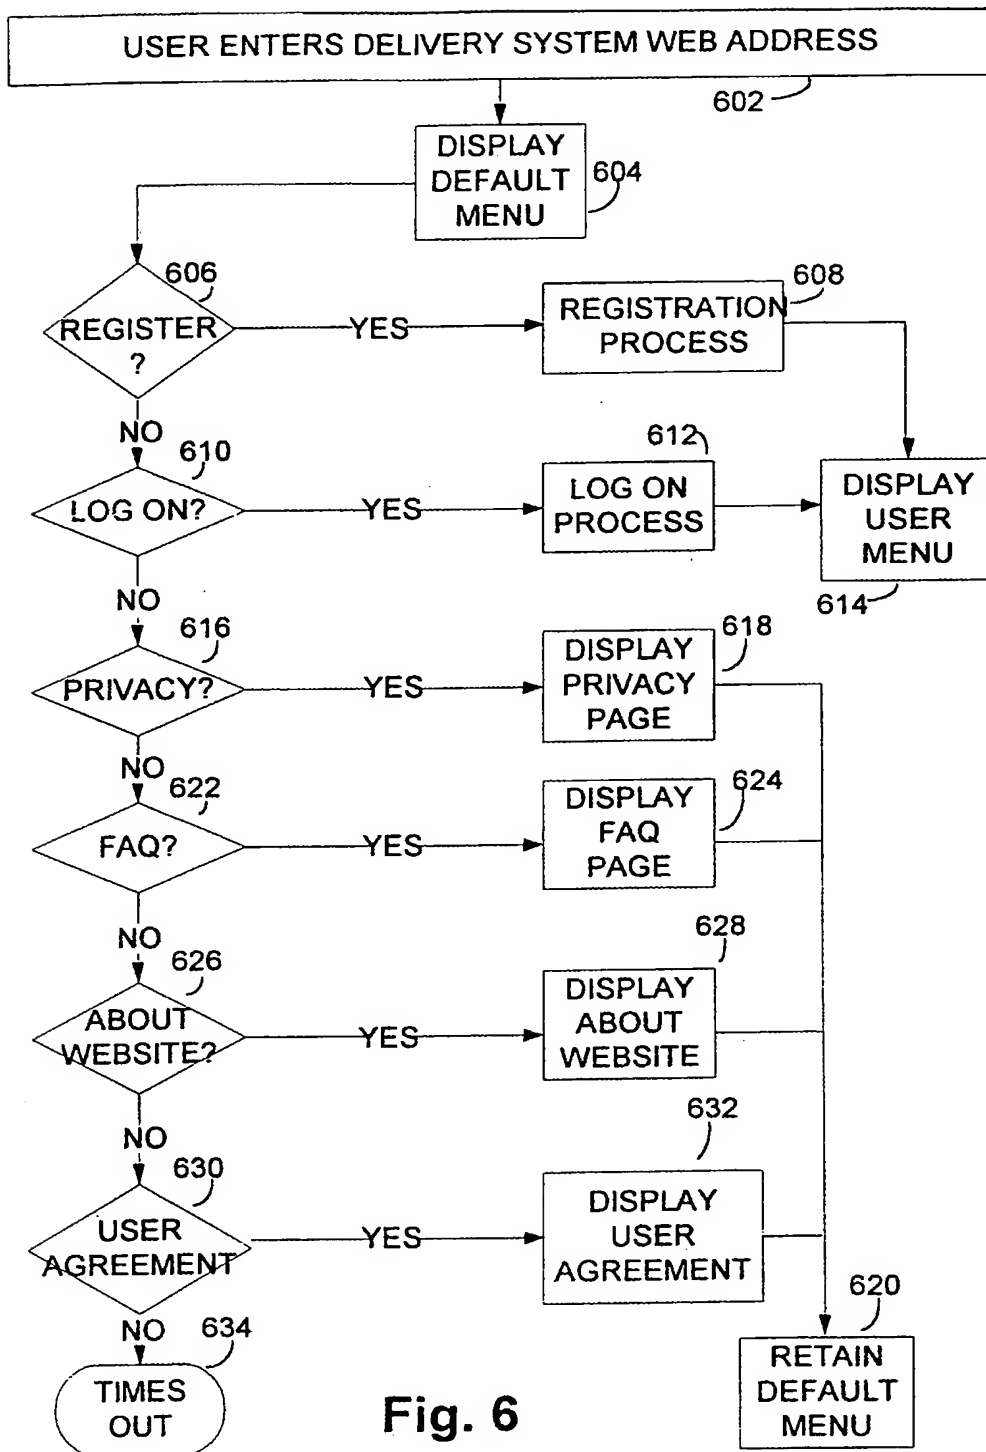 USER ENTERS DELIVERY SYSTEM WEB ADDRESS
602
DISPLAY
DEFAULT
MENU
604
606
REGISTER
?
YES
608
REGISTRATION
PROCESS
NO
610
LOG ON?
YES
612
LOG ON
PROCESS
DISPLAY
USER
MENU
614
NO
616
PRIVACY?
YES
618
DISPLAY
PRIVACY
PAGE
NO
622
FAQ?
YES
624
DISPLAY
FAQ
PAGE
NO
626
ABOUT
WEBSITE?
YES
628
DISPLAY
ABOUT
WEBSITE
NO
630
USER
AGREEMENT
YES
632
DISPLAY
USER
AGREEMENT
NO
634
TIMES
OUT
620
RETAIN
DEFAULT
MENU
Fig. 6